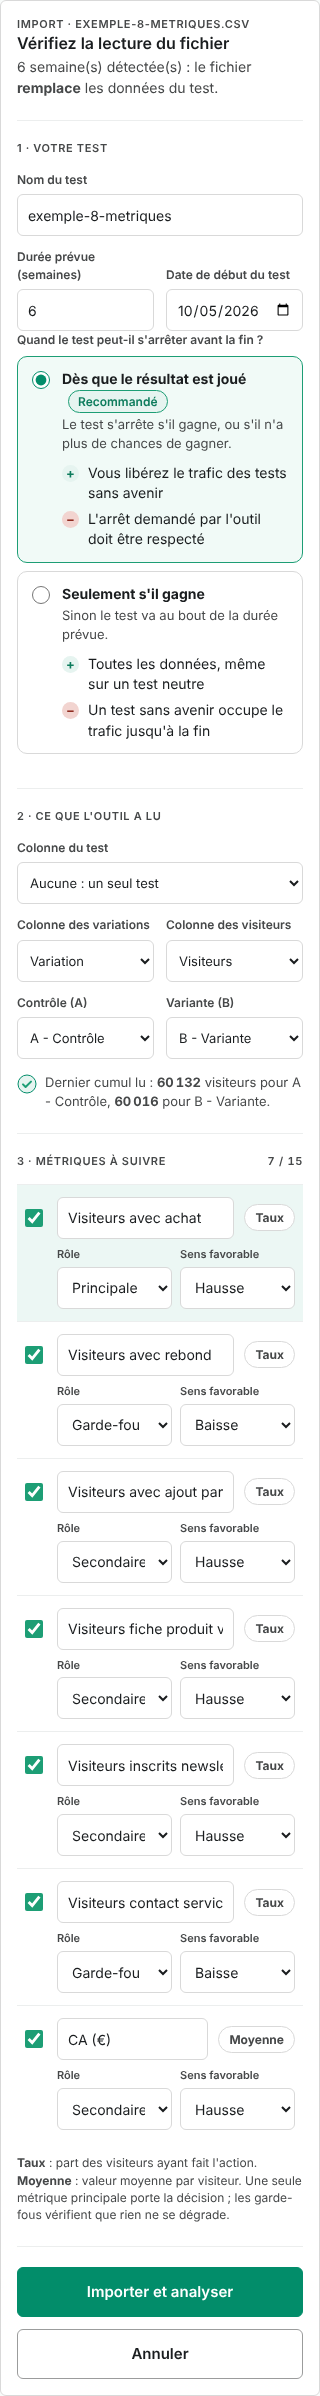 IMPORT · EXEMPLE-8-METRIQUES.CSV
Vérifiez la lecture du fichier
6 semaine(s) détectée(s) : le fichier
remplace les données du test.
1 · VOTRE TEST
Nom du test
exemple-8-metriques
Durée prévue
(semaines)
Date de début du test
6
10/05/2026
Quand le test peut-il s'arrêter avant la fin ?
Dès que le résultat est joué
Recommandé
Le test s'arrête s'il gagne, ou s'il n'a
plus de chances de gagner.
+ Vous libérez le trafic des tests
sans avenir
− L'arrêt demandé par l'outil
doit être respecté
Seulement s'il gagne
Sinon le test va au bout de la durée
prévue.
+ Toutes les données, même
sur un test neutre
− Un test sans avenir occupe le
trafic jusqu'à la fin
2 · CE QUE L'OUTIL A LU
Colonne du test
Aucune : un seul test
Colonne des variations
Colonne des visiteurs
Variation
Visiteurs
Contrôle (A)
Variante (B)
A - Contrôle
B - Variante
Dernier cumul lu : 60 132 visiteurs pour A
- Contrôle, 60 016 pour B - Variante.
3 · MÉTRIQUES À SUIVRE
7 / 15
Visiteurs avec achat
Taux
Rôle
Sens favorable
Principale
Hausse
Visiteurs avec rebond
Taux
Rôle
Sens favorable
Garde-fou
Baisse
Visiteurs avec ajout par
Taux
Rôle
Sens favorable
Secondaire
Hausse
Visiteurs fiche produit v
Taux
Rôle
Sens favorable
Secondaire
Hausse
Visiteurs inscrits newsle
Taux
Rôle
Sens favorable
Secondaire
Hausse
Visiteurs contact servic
Taux
Rôle
Sens favorable
Garde-fou
Baisse
CA (€)
Moyenne
Rôle
Sens favorable
Secondaire
Hausse
Taux : part des visiteurs ayant fait l'action.
Moyenne : valeur moyenne par visiteur. Une seule
métrique principale porte la décision ; les garde-
fous vérifient que rien ne se dégrade.
Importer et analyser
Annuler